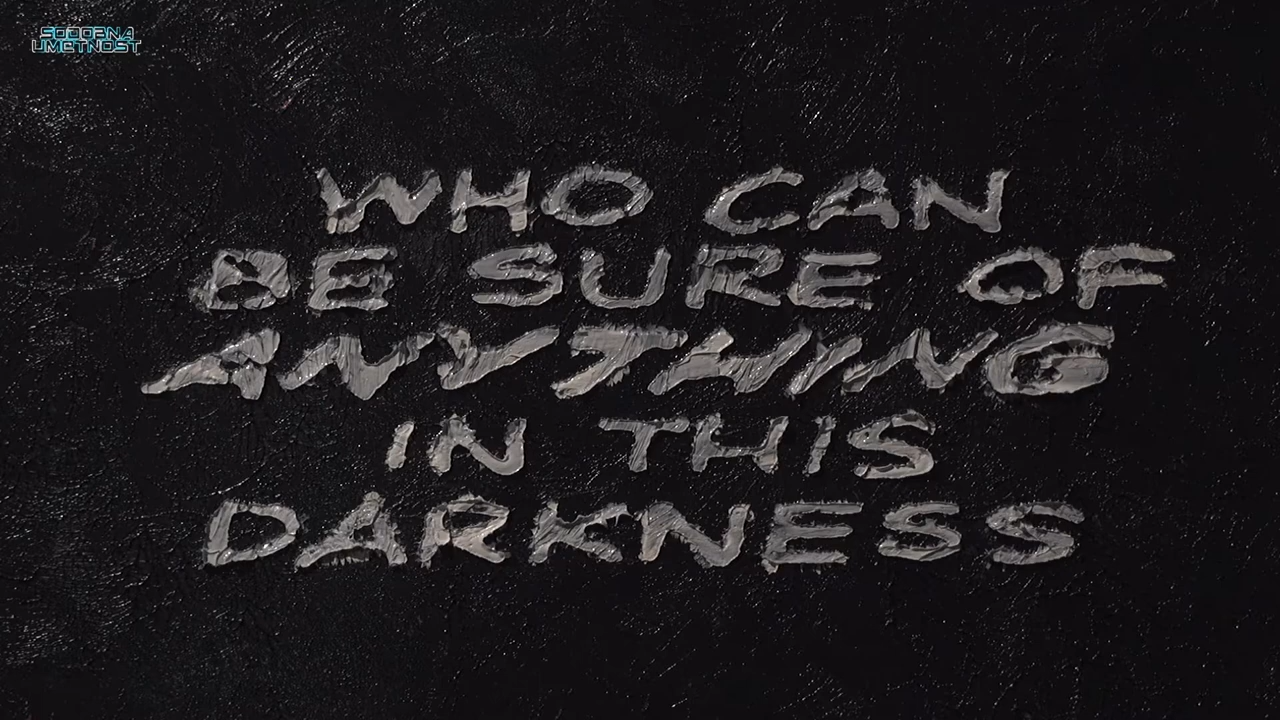 SODOBNA
UMETNOST
WHO CAN
BE SURE OF
ANYTHING
IN THIS
DARKNESS